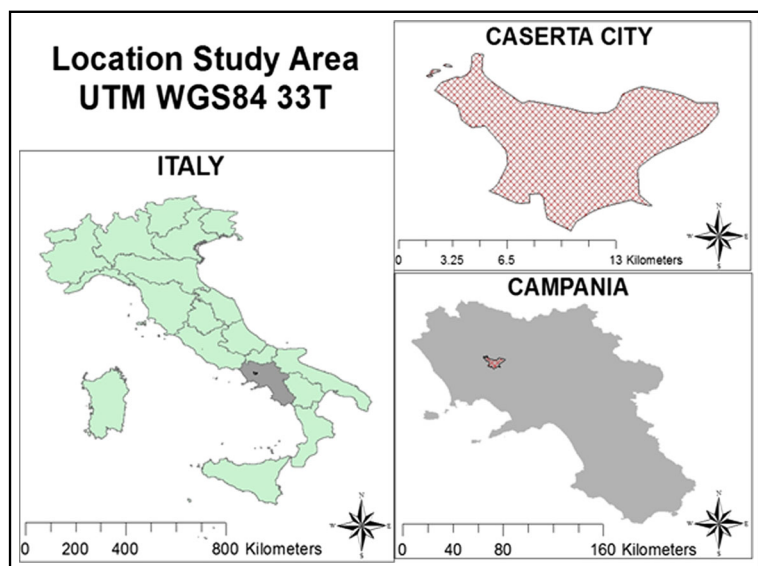 Location Study Area
UTM WGS84 33T
CASERTA CITY
N
W E
S
0 3.25 6.5 13 Kilometers
ITALY
N
W E
S
0 200 400 800 Kilometers
CAMPANIA
N
W E
S
0 40 80 160 Kilometers